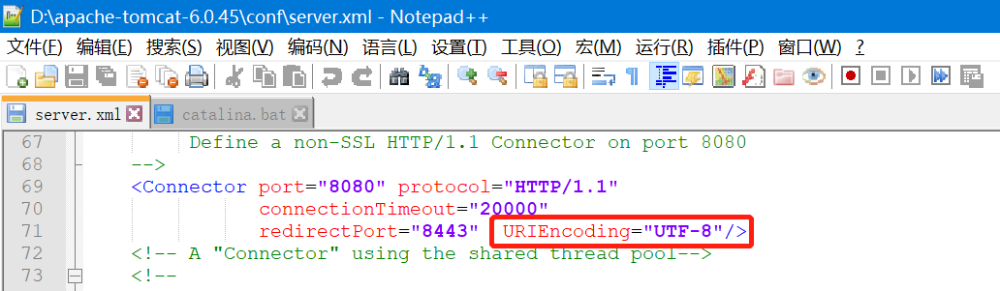 D:\apache-tomcat-6.0.45\conf\server.xml - Notepad++
文件(F) 编辑(E) 搜索(S) 视图(V) 编码(N) 语言(L) 设置(T) 工具(O) 宏(M) 运行(R) 插件(P) 窗口(W) ?
server.xml catalina.bat
67 Define a non-SSL HTTP/1.1 Connector on port 8080
68 -->
69 <Connector port="8080" protocol="HTTP/1.1"
70 connectionTimeout="20000"
71 redirectPort="8443" URIEncoding="UTF-8"/>
72 <!-- A "Connector" using the shared thread pool-->
73 <!--